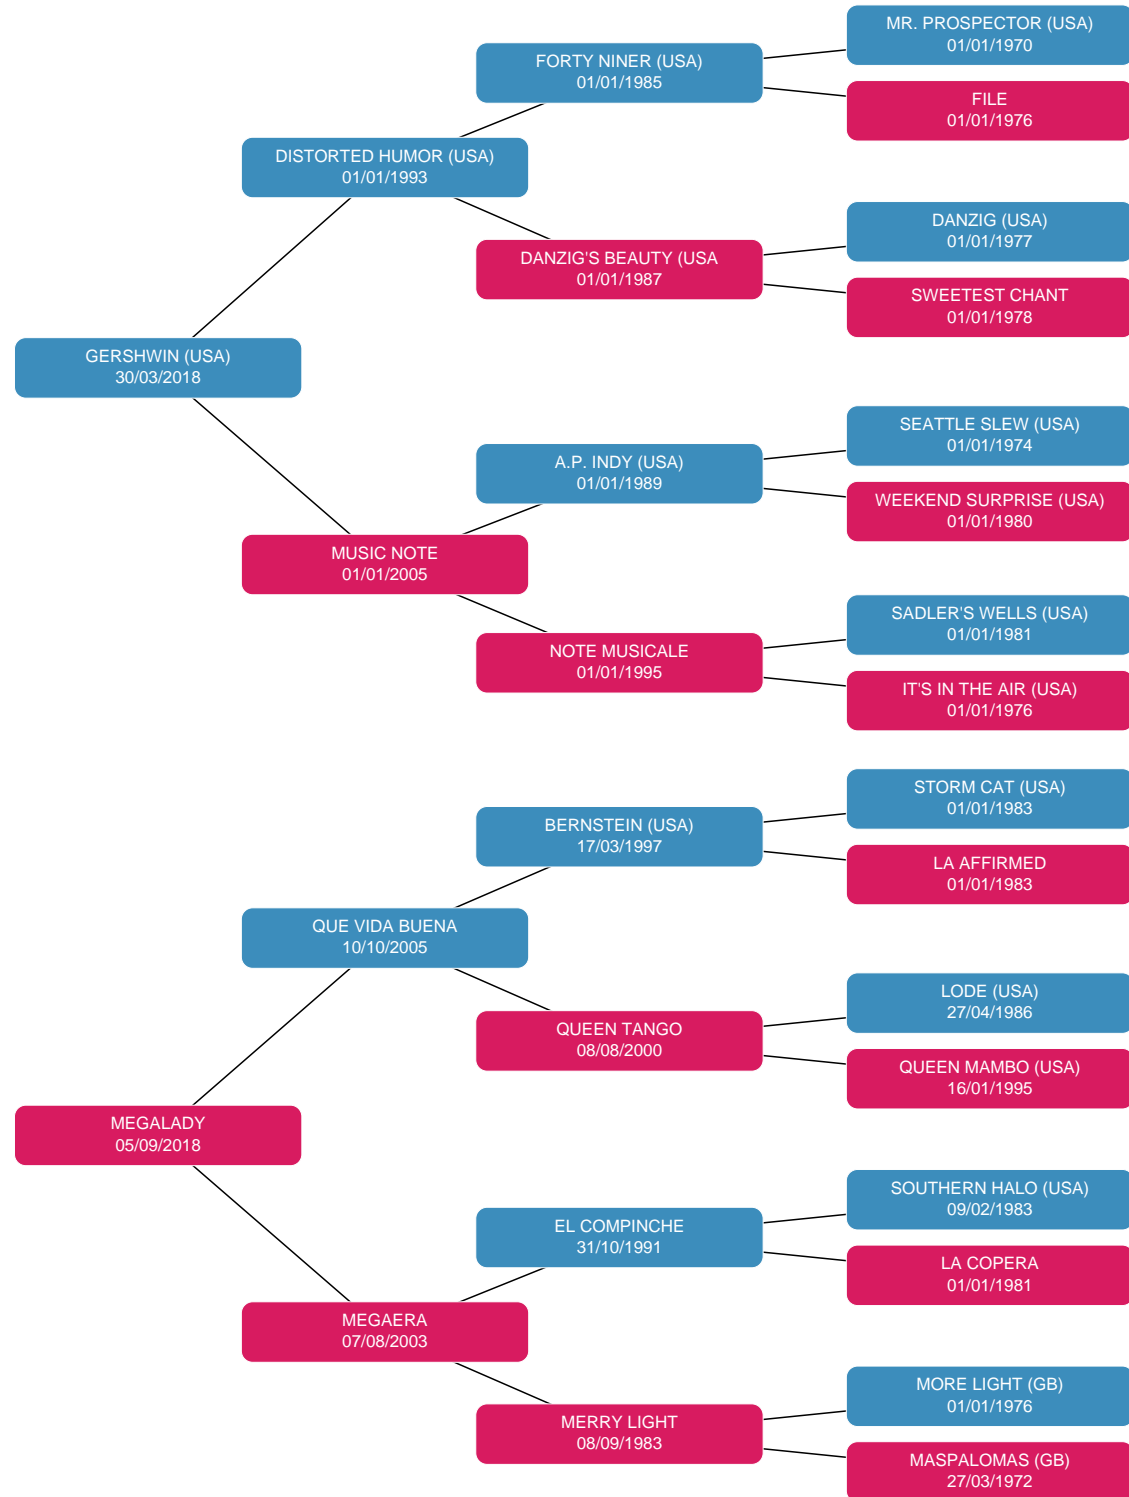 MR. PROSPECTOR (USA)
01/01/1970
FORTY NINER (USA)
01/01/1985
FILE
01/01/1976
DISTORTED HUMOR (USA)
01/01/1993
DANZIG (USA)
01/01/1977
DANZIG'S BEAUTY (USA
01/01/1987
SWEETEST CHANT
01/01/1978
GERSHWIN (USA)
30/03/2018
SEATTLE SLEW (USA)
01/01/1974
A.P. INDY (USA)
01/01/1989
WEEKEND SURPRISE (USA)
01/01/1980
MUSIC NOTE
01/01/2005
SADLER'S WELLS (USA)
01/01/1981
NOTE MUSICALE
01/01/1995
IT'S IN THE AIR (USA)
01/01/1976
STORM CAT (USA)
01/01/1983
BERNSTEIN (USA)
17/03/1997
LA AFFIRMED
01/01/1983
QUE VIDA BUENA
10/10/2005
LODE (USA)
27/04/1986
QUEEN TANGO
08/08/2000
QUEEN MAMBO (USA)
16/01/1995
MEGALADY
05/09/2018
SOUTHERN HALO (USA)
09/02/1983
EL COMPINCHE
31/10/1991
LA COPERA
01/01/1981
MEGAERA
07/08/2003
MORE LIGHT (GB)
01/01/1976
MERRY LIGHT
08/09/1983
MASPALOMAS (GB)
27/03/1972